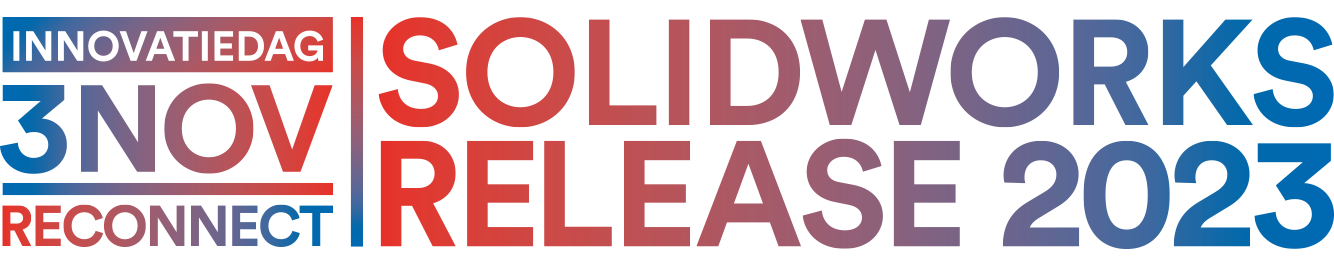 INNOVATIEDAG
3NOV
RECONNECT
SOLIDWORKS
RELEASE 2023